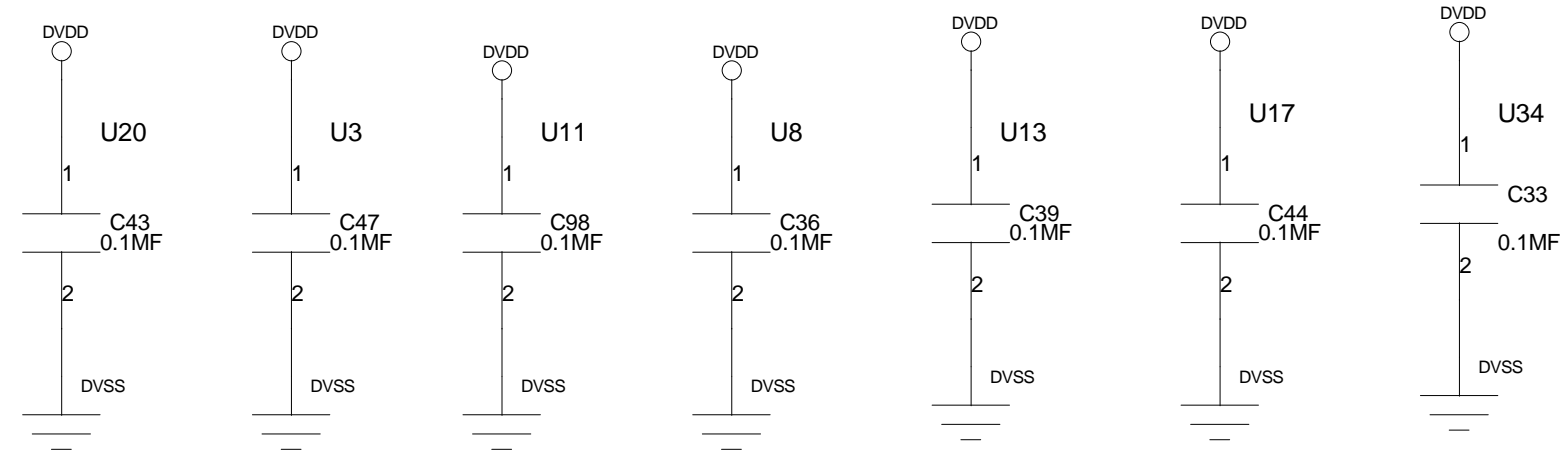 DVDD
U20
1
C43
0.1MF
2
DVSS
DVDD
U3
1
C47
0.1MF
2
DVSS
DVDD
U11
1
C98
0.1MF
2
DVSS
DVDD
U8
1
C36
0.1MF
2
DVSS
DVDD
U13
1
C39
0.1MF
2
DVSS
DVDD
U17
1
C44
0.1MF
2
DVSS
DVDD
U34
1
C33
0.1MF
2
DVSS